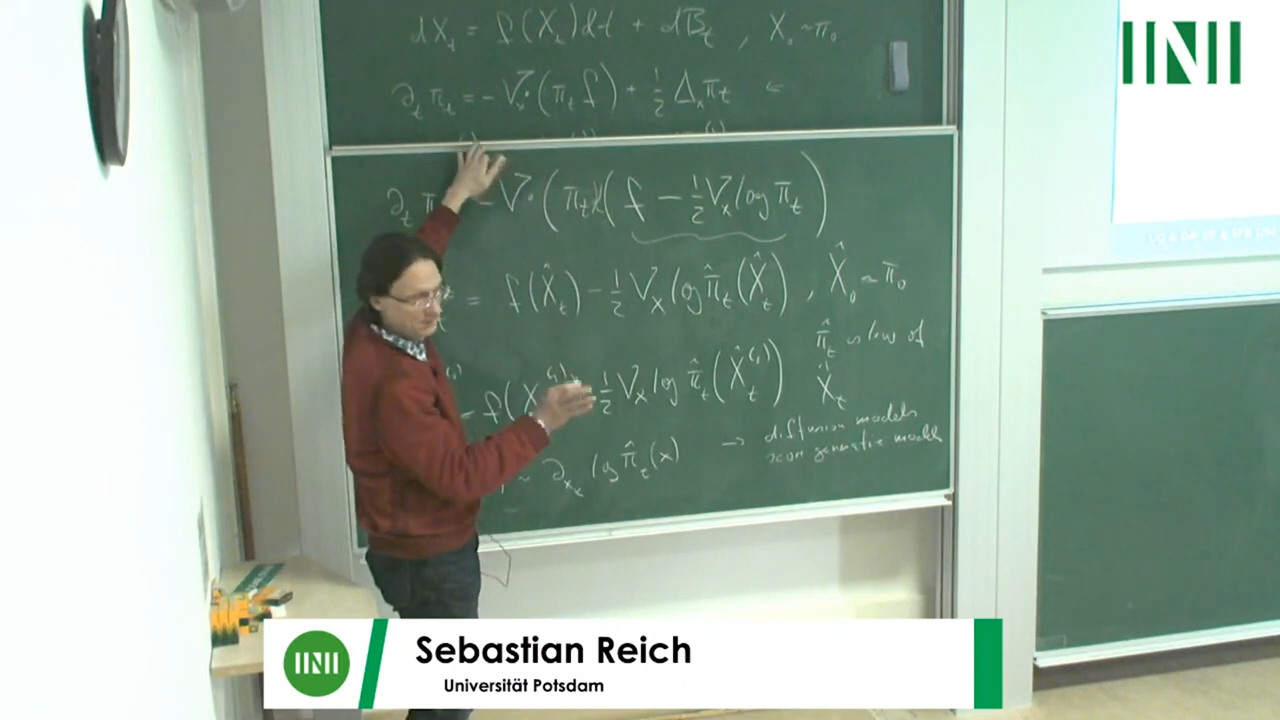 dX_t = f(X_t)dt + dB_t , X_0 ~ π_0
∂_t π_t = - ∇_x·(π_t f) + ½ Δ_x π_t ←
∂_t π - ∇·(π_t (f - ½ ∇_x log π_t)
= f(X̂_t) - ½ ∇_x log π̂_t(X̂_t) , X̂_0 ~ π_0
π̂_t is law of
X̂_t
= f(X ½ ∇_x log π̂_t(X̂_t^(i))
~ ∂_x log π̂_t(x) → diffusion models
generative models
INI
Sebastian Reich
Universität Potsdam